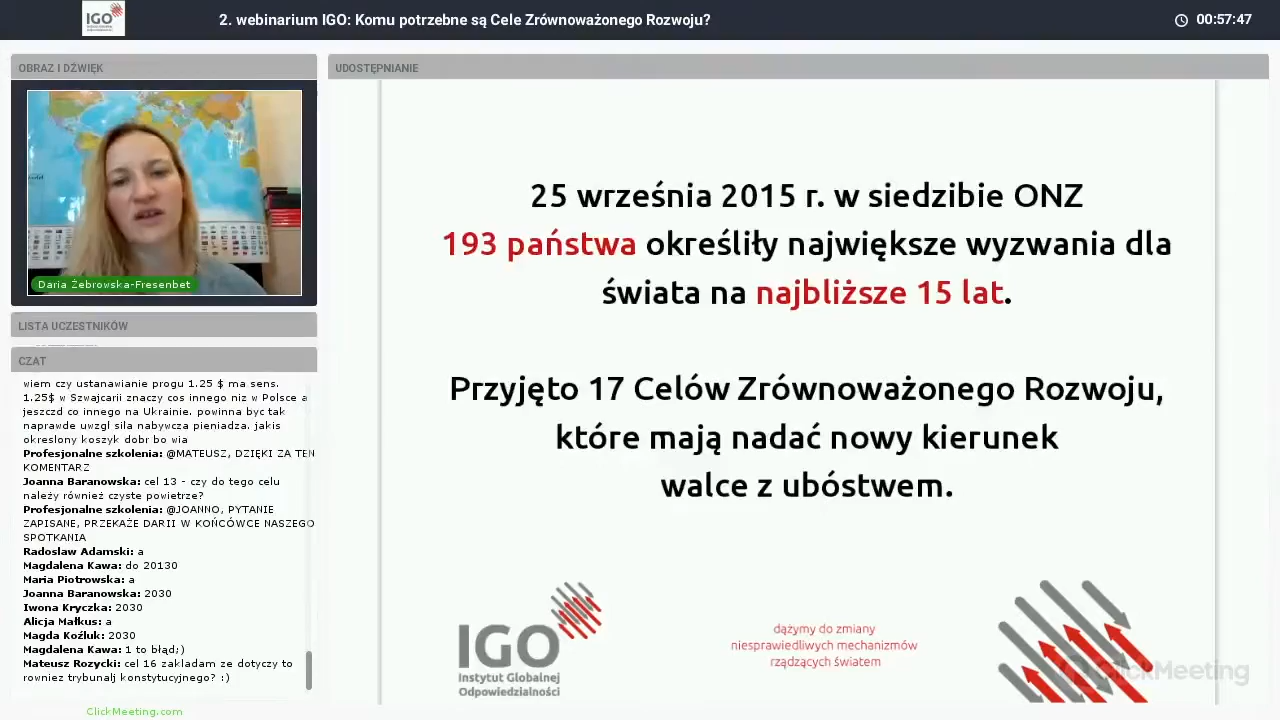 IGO
2. webinarium IGO: Komu potrzebne są Cele Zrównoważonego Rozwoju?
00:57:47
OBRAZ I DŹWIĘK
Daria Żebrowska-Fresenbet
LISTA UCZESTNIKÓW
CZAT
wiem czy ustanawianie progu 1.25 $ ma sens.
1.25$ w Szwajcarii znaczy cos innego niz w Polsce a
jeszczd co innego na Ukrainie. powinna byc tak
naprawde uwzgl sila nabywcza pieniadza. jakis
okreslony koszyk dobr bo wia
Profesjonalne szkolenia: @MATEUSZ, DZIĘKI ZA TEN
KOMENTARZ
Joanna Baranowska: cel 13 - czy do tego celu
należy również czyste powietrze?
Profesjonalne szkolenia: @JOANNO, PYTANIE
ZAPISANE, PRZEKAŻE DARII W KOŃCÓWCE NASZEGO
SPOTKANIA
Radoslaw Adamski: a
Magdalena Kawa: do 20130
Maria Piotrowska: a
Joanna Baranowska: 2030
Iwona Kryczka: 2030
Alicja Małkus: a
Magda Koźluk: 2030
Magdalena Kawa: 1 to błąd;)
Mateusz Rozycki: cel 16 zakladam ze dotyczy to
rowniez trybunalj konstytucyjnego? :)
ClickMeeting.com
UDOSTĘPNIANIE
25 września 2015 r. w siedzibie ONZ
193 państwa określiły największe wyzwania dla
świata na najbliższe 15 lat.
Przyjęto 17 Celów Zrównoważonego Rozwoju,
które mają nadać nowy kierunek
walce z ubóstwem.
IGO
Instytut Globalnej
Odpowiedzialności
dążymy do zmiany
niesprawiedliwych mechanizmów
rządzących światem
ClickMeeting